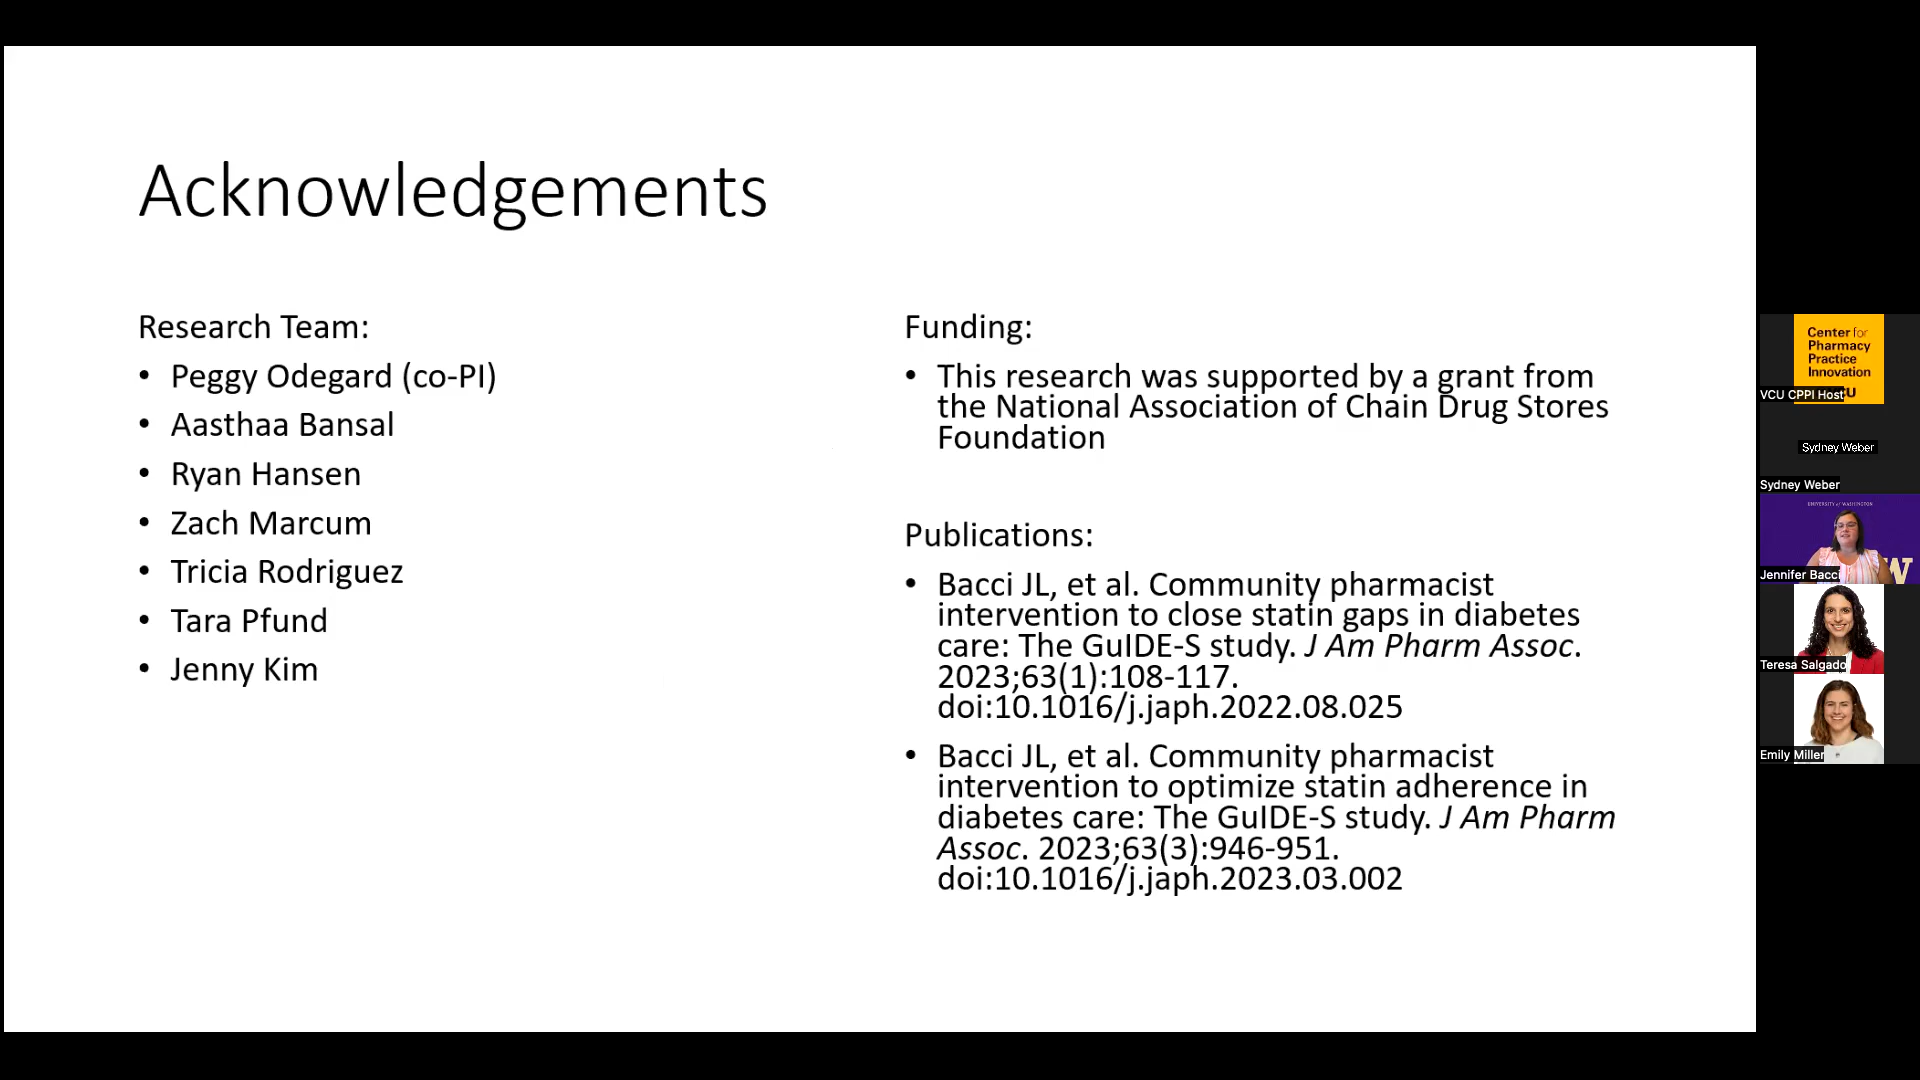 Acknowledgements
Research Team:
• Peggy Odegard (co-PI)
• Aasthaa Bansal
• Ryan Hansen
• Zach Marcum
• Tricia Rodriguez
• Tara Pfund
• Jenny Kim
Funding:
• This research was supported by a grant from
the National Association of Chain Drug Stores
Foundation
Publications:
• Bacci JL, et al. Community pharmacist
intervention to close statin gaps in diabetes
care: The GuIDE-S study. J Am Pharm Assoc.
2023;63(1):108-117.
doi:10.1016/j.japh.2022.08.025
• Bacci JL, et al. Community pharmacist
intervention to optimize statin adherence in
diabetes care: The GuIDE-S study. J Am Pharm
Assoc. 2023;63(3):946-951.
doi:10.1016/j.japh.2023.03.002
Center for
Pharmacy
Practice
Innovation
VCU CPPI Host
Sydney Weber
Sydney Weber
UNIVERSITY of WASHINGTON
W
Jennifer Bacci
Teresa Salgado
Emily Miller